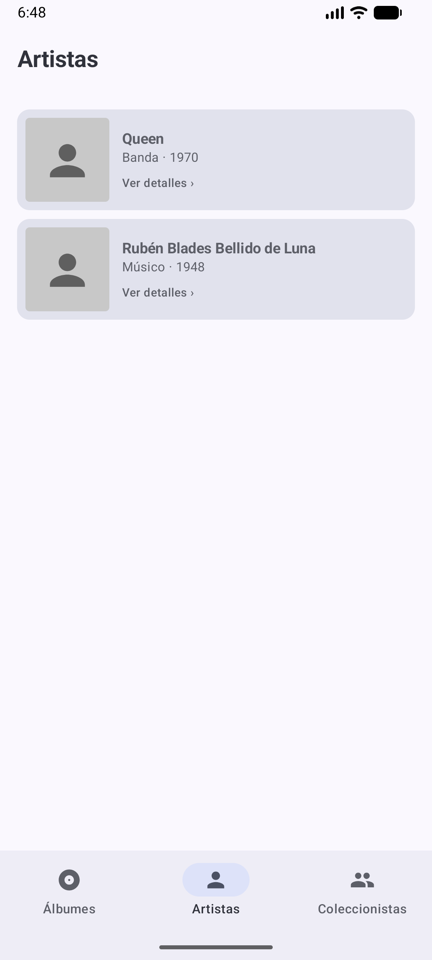 6:48
Artistas
Queen
Banda · 1970
Ver detalles ›
Rubén Blades Bellido de Luna
Músico · 1948
Ver detalles ›
Álbumes
Artistas
Coleccionistas